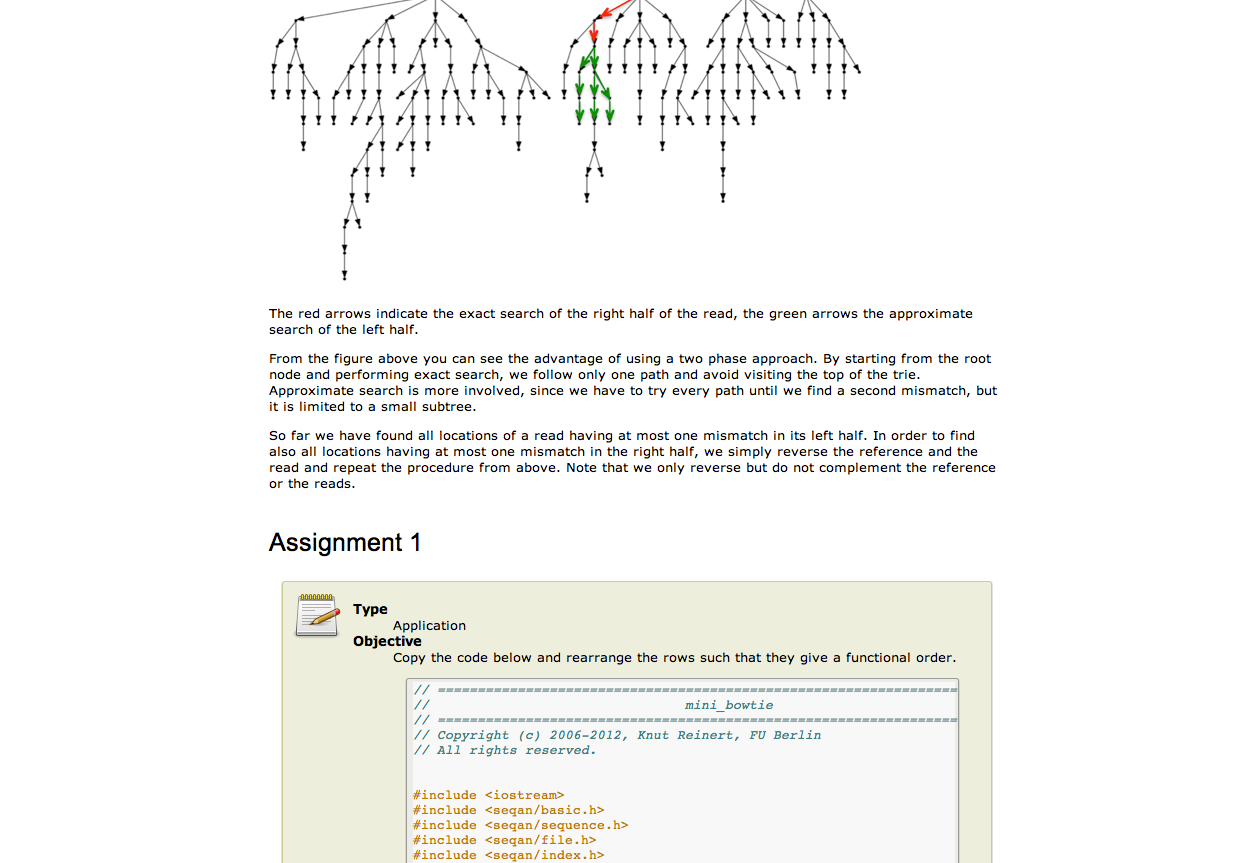 The red arrows indicate the exact search of the right half of the read, the green arrows the approximate
search of the left half.
From the figure above you can see the advantage of using a two phase approach. By starting from the root
node and performing exact search, we follow only one path and avoid visiting the top of the trie.
Approximate search is more involved, since we have to try every path until we find a second mismatch, but
it is limited to a small subtree.
So far we have found all locations of a read having at most one mismatch in its left half. In order to find
also all locations having at most one mismatch in the right half, we simply reverse the reference and the
read and repeat the procedure from above. Note that we only reverse but do not complement the reference
or the reads.
Assignment 1
Type
Application
Objective
Copy the code below and rearrange the rows such that they give a functional order.
// ==================================================================
// mini_bowtie
// ==================================================================
// Copyright (c) 2006-2012, Knut Reinert, FU Berlin
// All rights reserved.
#include <iostream>
#include <seqan/basic.h>
#include <seqan/sequence.h>
#include <seqan/file.h>
#include <seqan/index.h>